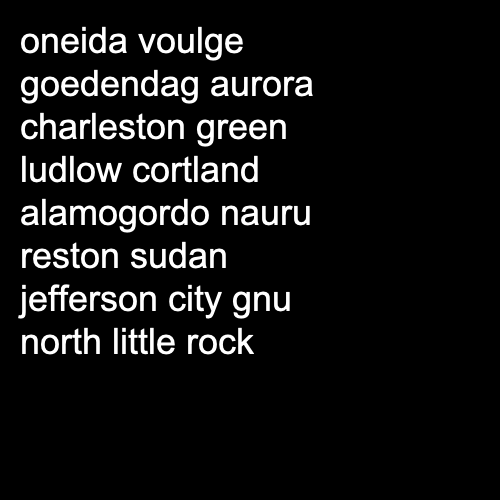 oneida voulge
goedendag aurora
charleston green
ludlow cortland
alamogordo nauru
reston sudan
jefferson city gnu
north little rock